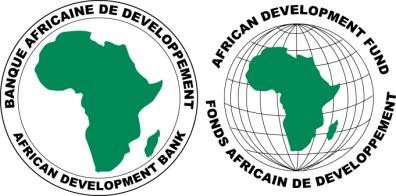 BANQUE AFRICAINE DE DEVELOPPEMENT
AFRICAN DEVELOPMENT BANK
AFRICAN DEVELOPMENT FUND
FONDS AFRICAIN DE DEVELOPPEMENT